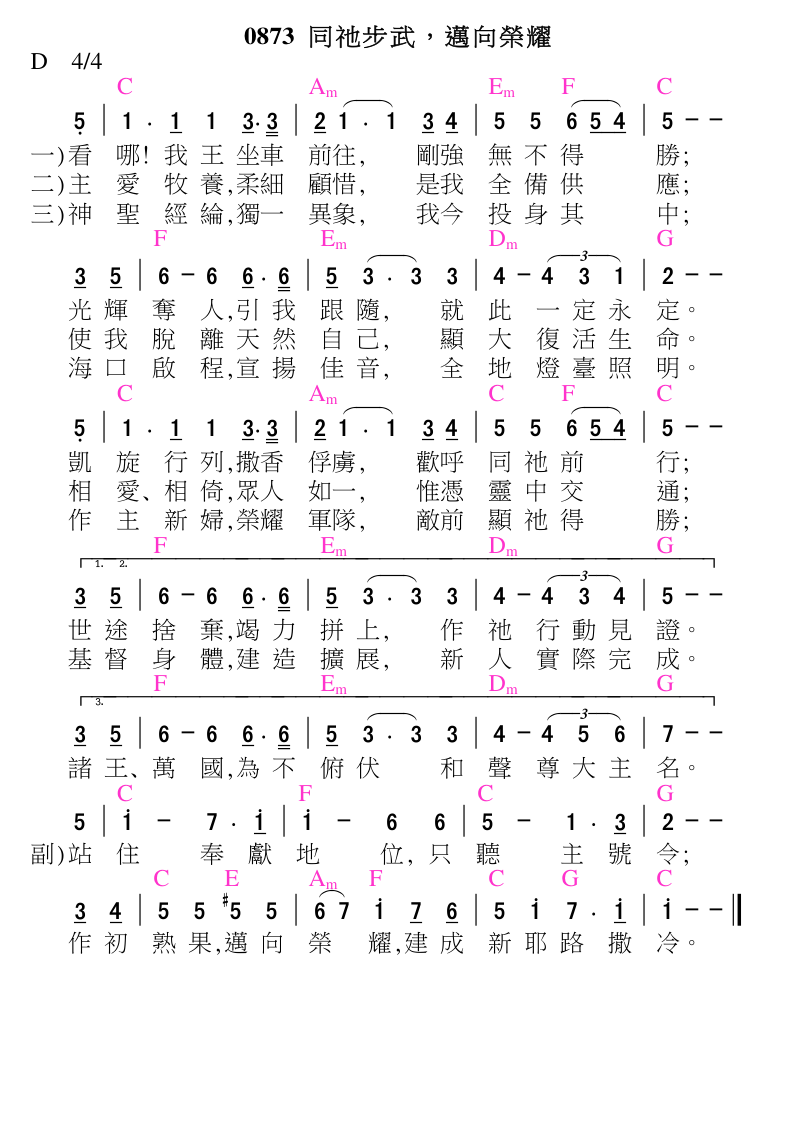 0873 同祂步武，邁向榮耀
D 4/4
C Am Em F C
5 | 1 . 1 1 3. 3 | 2 1 . 1 3 4 | 5 5 6 5 4 | 5 - -
一)看 哪! 我 王 坐車 前往, 剛強 無 不 得 勝;
二)主 愛 牧 養,柔細 顧惜, 是我 全 備 供 應;
三)神 聖 經 綸,獨一 異象, 我今 投 身 其 中;
F Em Dm G
3 5 | 6 - 6 6 . 6 | 5 3 . 3 3 | 4 - 4 3 1 | 2 - -
3
光 輝 奪 人,引 我 跟 隨, 就 此 一 定 永 定。
使 我 脫 離 天 然 自 己, 顯 大 復 活 生 命。
海 口 啟 程,宣 揚 佳 音, 全 地 燈 臺 照 明。
C Am C F C
5 | 1 . 1 1 3. 3 | 2 1 . 1 3 4 | 5 5 6 5 4 | 5 - -
凱 旋 行 列,撒香 俘虜, 歡呼 同 祂 前 行;
相 愛、相 倚,眾人 如一, 惟憑 靈 中 交 通;
作 主 新 婦,榮耀 軍隊, 敵前 顯 祂 得 勝;
F Em Dm G
1. 2.
3 5 | 6 - 6 6 . 6 | 5 3 . 3 3 | 4 - 4 3 4 | 5 - -
3
世 途 捨 棄,竭 力 拼 上, 作 祂 行 動 見 證。
基 督 身 體,建 造 擴 展, 新 人 實 際 完 成。
F Em Dm G
3.
3 5 | 6 - 6 6 . 6 | 5 3 . 3 3 | 4 - 4 5 6 | 7 - -
3
諸 王、萬 國,為 不 俯 伏 和 聲 尊 大 主 名。
C F C G
5 | i - 7 . i | i - 6 6 | 5 - 1 . 3 | 2 - -
副)站 住 奉 獻 地 位, 只 聽 主 號 令;
C E Am F C G C
3 4 | 5 5 #5 5 | 6 7 i 7 6 | 5 i 7 . i | i - - ‖
作 初 熟 果,邁 向 榮 耀,建 成 新 耶 路 撒 冷。